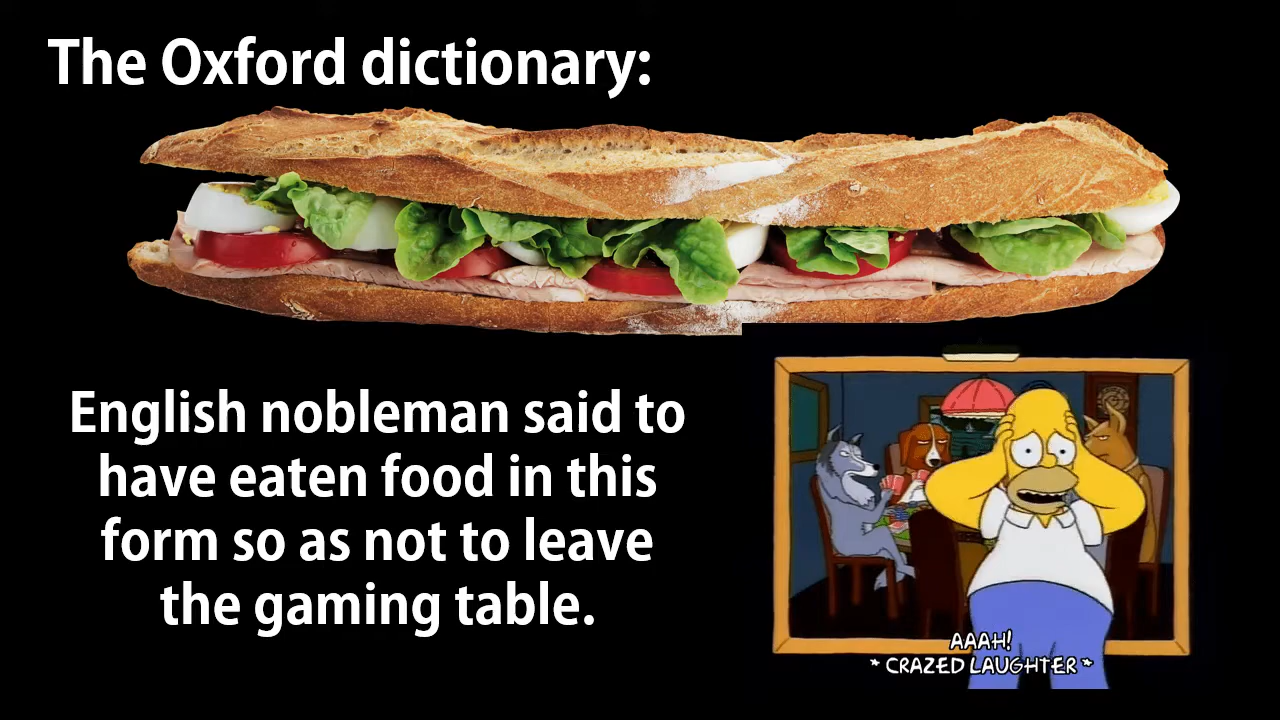 The Oxford dictionary:
English nobleman said to
have eaten food in this
form so as not to leave
the gaming table.
AAAH!
* CRAZED LAUGHTER *